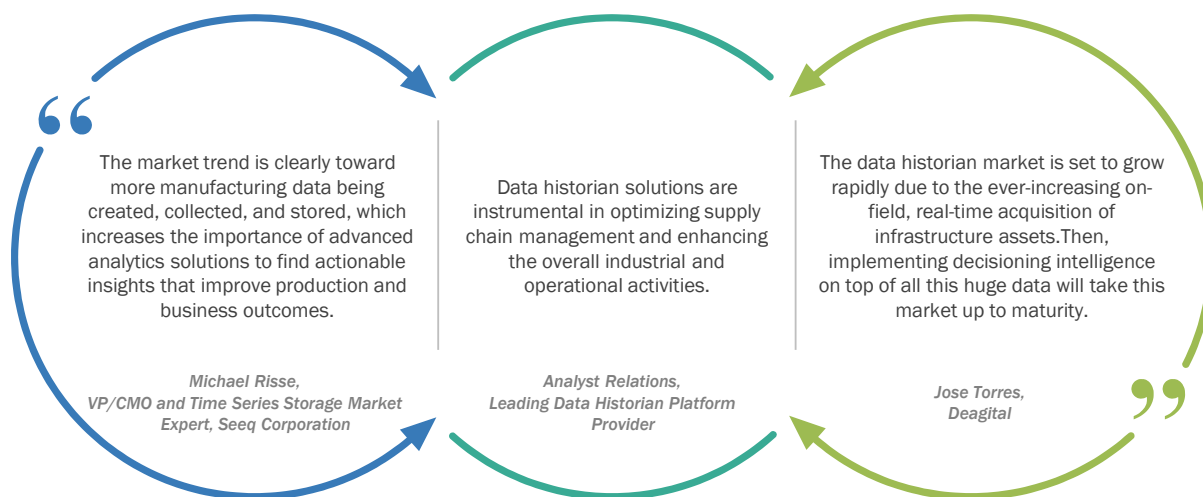 “
The market trend is clearly toward
more manufacturing data being
created, collected, and stored, which
increases the importance of advanced
analytics solutions to find actionable
insights that improve production and
business outcomes.
Michael Risse,
VP/CMO and Time Series Storage Market
Expert, Seeq Corporation
Data historian solutions are
instrumental in optimizing supply
chain management and enhancing
the overall industrial and
operational activities.
Analyst Relations,
Leading Data Historian Platform
Provider
The data historian market is set to grow
rapidly due to the ever-increasing on-
field, real-time acquisition of
infrastructure assets.Then,
implementing decisioning intelligence
on top of all this huge data will take this
market up to maturity.
Jose Torres,
Deagital
”